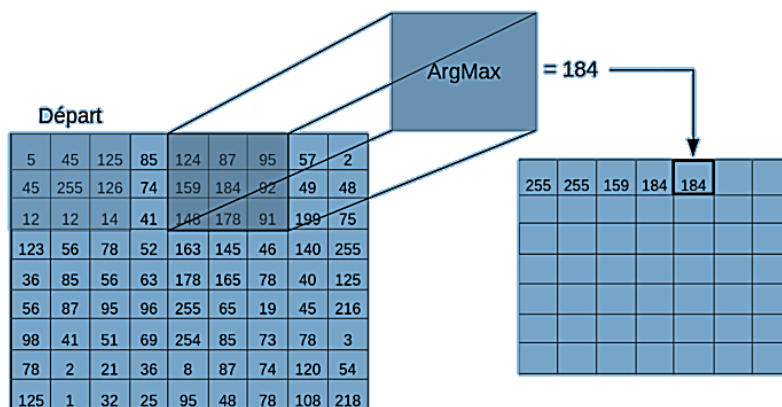 ArgMax
= 184
Départ
5 45 125 85 124 87 95 57 2
45 255 126 74 159 184 92 49 48
12 12 14 41 148 178 91 199 75
123 56 78 52 163 145 46 140 255
36 85 56 63 178 165 78 40 125
56 87 95 96 255 65 19 45 216
98 41 51 69 254 85 73 78 3
78 2 21 36 8 87 74 120 54
125 1 32 25 95 48 78 108 218
255 255 159 184 184